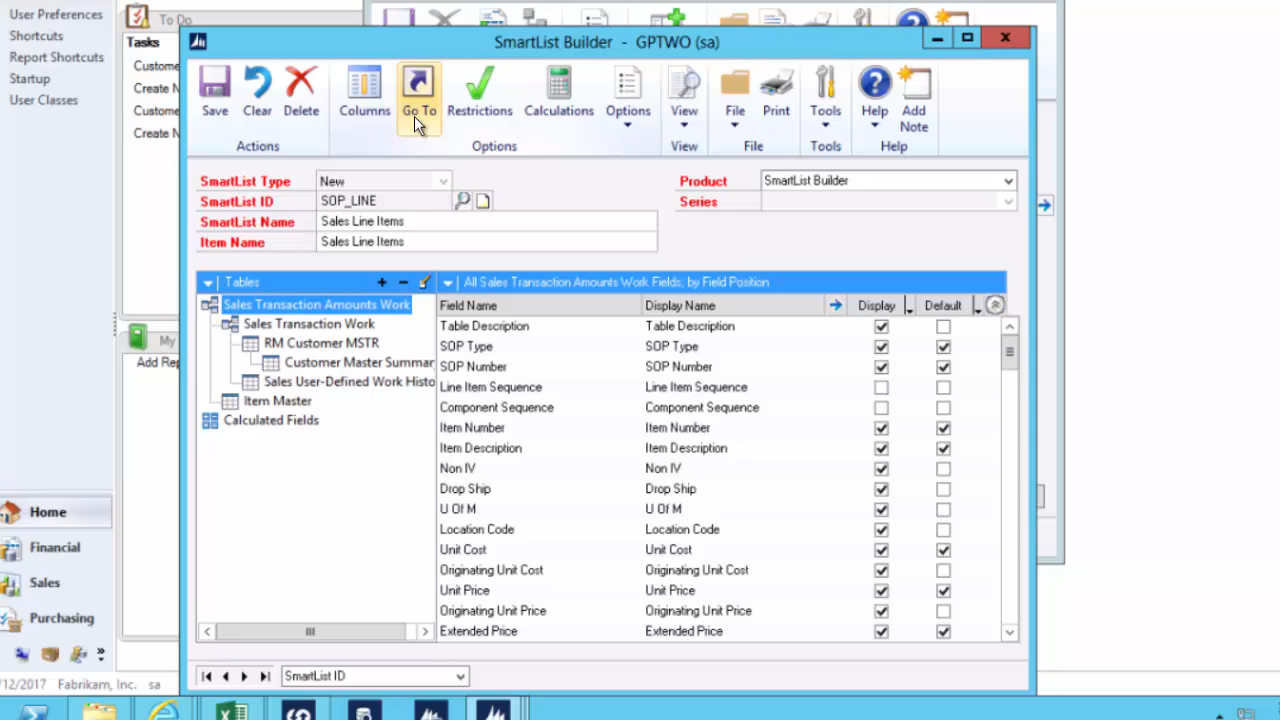 User Preferences
Shortcuts
Report Shortcuts
Startup
User Classes
To Do
Tasks
Custome
Create N
Custome
Create N
My
Add Rep
Home
Financial
Sales
Purchasing
/12/2017 Fabrikam, Inc. sa
SmartList Builder - GPTWO (sa)
Save Clear Delete Columns Go To Restrictions Calculations Options View File Print Tools Help Add Note
Actions Options View File Tools Help
SmartList Type New
SmartList ID SOP_LINE
SmartList Name Sales Line Items
Item Name Sales Line Items
Product SmartList Builder
Series
Tables
Sales Transaction Amounts Work
Sales Transaction Work
RM Customer MSTR
Customer Master Summar
Sales User-Defined Work Histo
Item Master
Calculated Fields
All Sales Transaction Amounts Work Fields, by Field Position
Field Name Display Name Display Default
Table Description Table Description
SOP Type SOP Type
SOP Number SOP Number
Line Item Sequence Line Item Sequence
Component Sequence Component Sequence
Item Number Item Number
Item Description Item Description
Non IV Non IV
Drop Ship Drop Ship
U Of M U Of M
Location Code Location Code
Unit Cost Unit Cost
Originating Unit Cost Originating Unit Cost
Unit Price Unit Price
Originating Unit Price Originating Unit Price
Extended Price Extended Price
SmartList ID